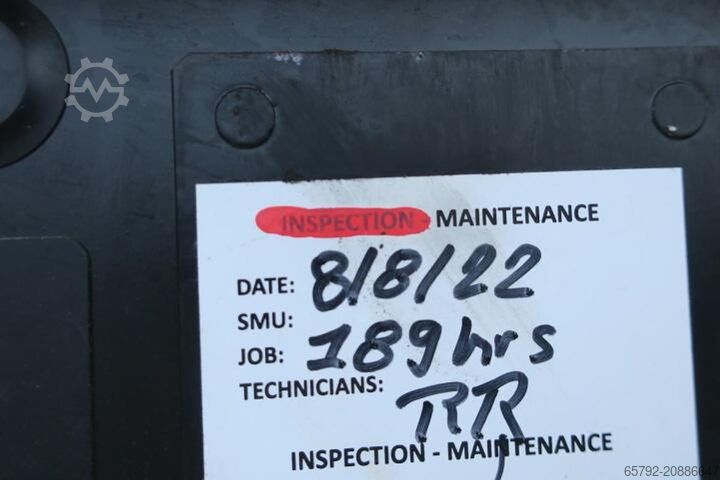 INSPECTION - MAINTENANCE
DATE: 8/8/22
SMU:
JOB: 189 hrs
TECHNICIANS: RR
INSPECTION - MAINTENANCE
65792-20886647